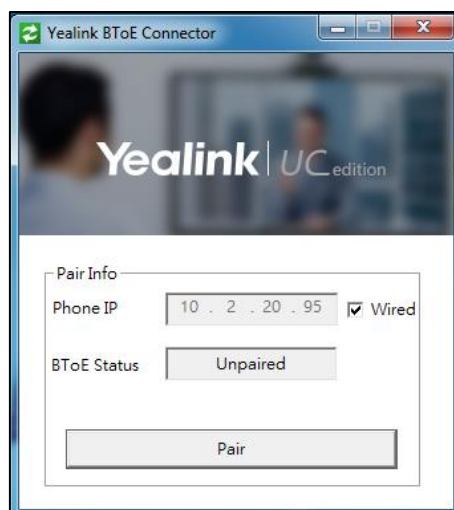 Yealink BToE Connector
Yealink | UC edition
Pair Info
Phone IP 10 . 2 . 20 . 95 Wired
BToE Status Unpaired
Pair